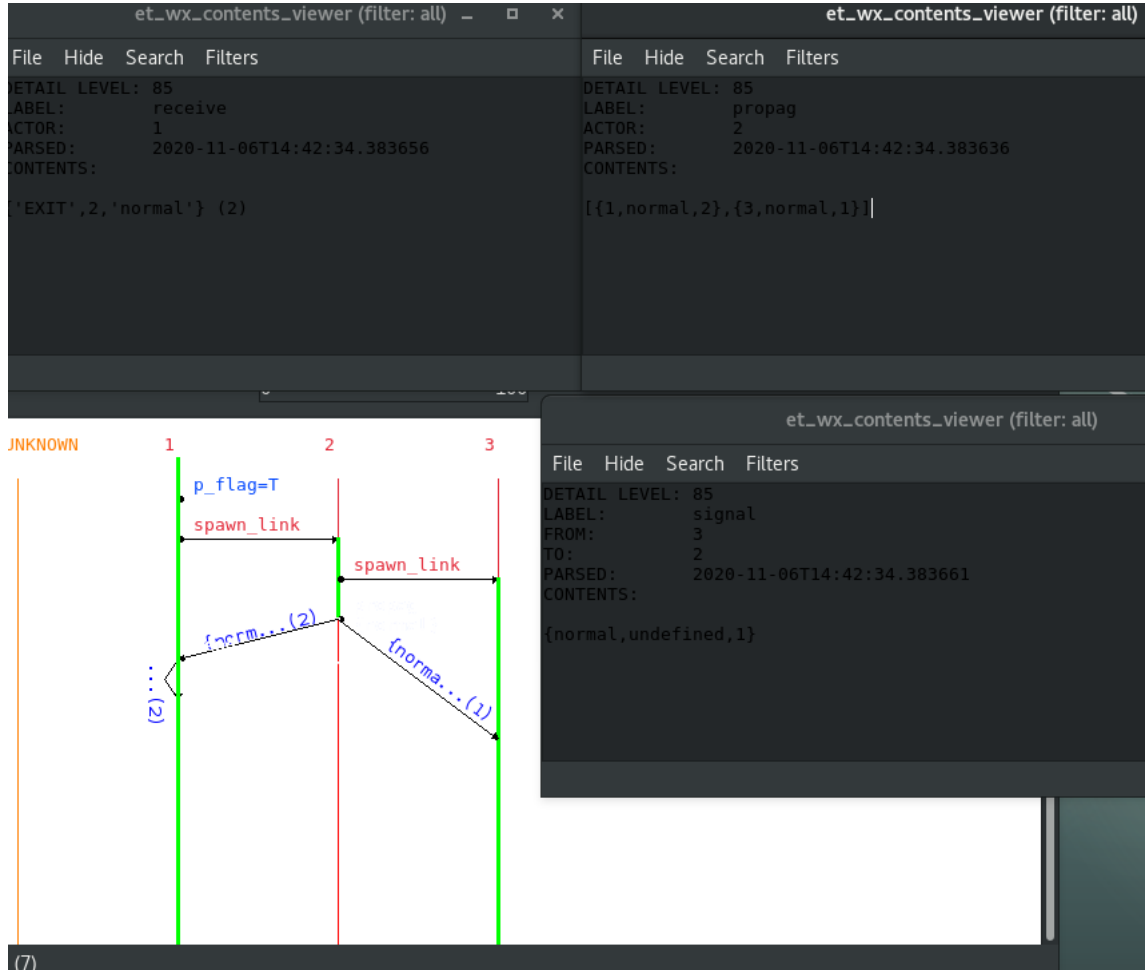 et_wx_contents_viewer (filter: all)
File Hide Search Filters
DETAIL LEVEL: 85
LABEL: receive
ACTOR: 1
PARSED: 2020-11-06T14:42:34.383656
CONTENTS:
{'EXIT',2,'normal'} (2)
et_wx_contents_viewer (filter: all)
File Hide Search Filters
DETAIL LEVEL: 85
LABEL: propag
ACTOR: 2
PARSED: 2020-11-06T14:42:34.383636
CONTENTS:
[{1,normal,2},{3,normal,1}]
UNKNOWN 1 2 3
p_flag=T
spawn_link
spawn_link
{norm...(2)
{norma...(1)
...(2)
(7)
et_wx_contents_viewer (filter: all)
File Hide Search Filters
DETAIL LEVEL: 85
LABEL: signal
FROM: 3
TO: 2
PARSED: 2020-11-06T14:42:34.383661
CONTENTS:
{normal,undefined,1}